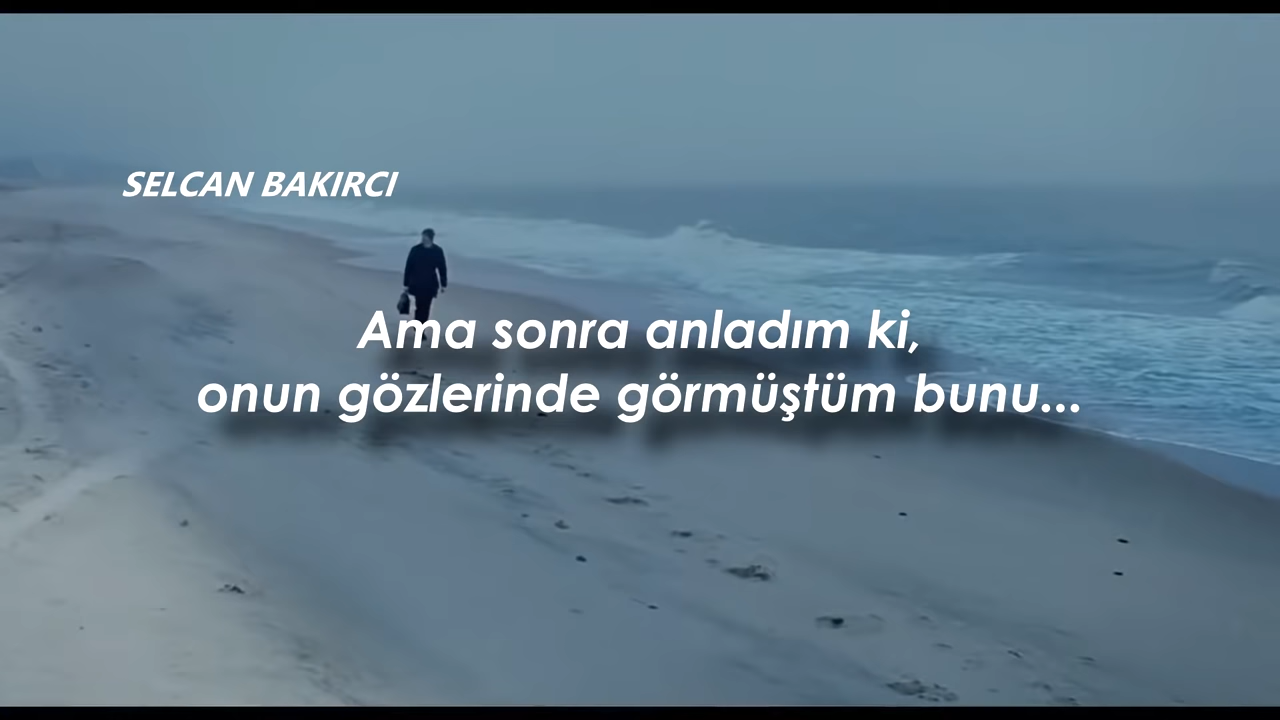 SELCAN BAKIRCI
Ama sonra anladım ki,
onun gözlerinde görmüştüm bunu...